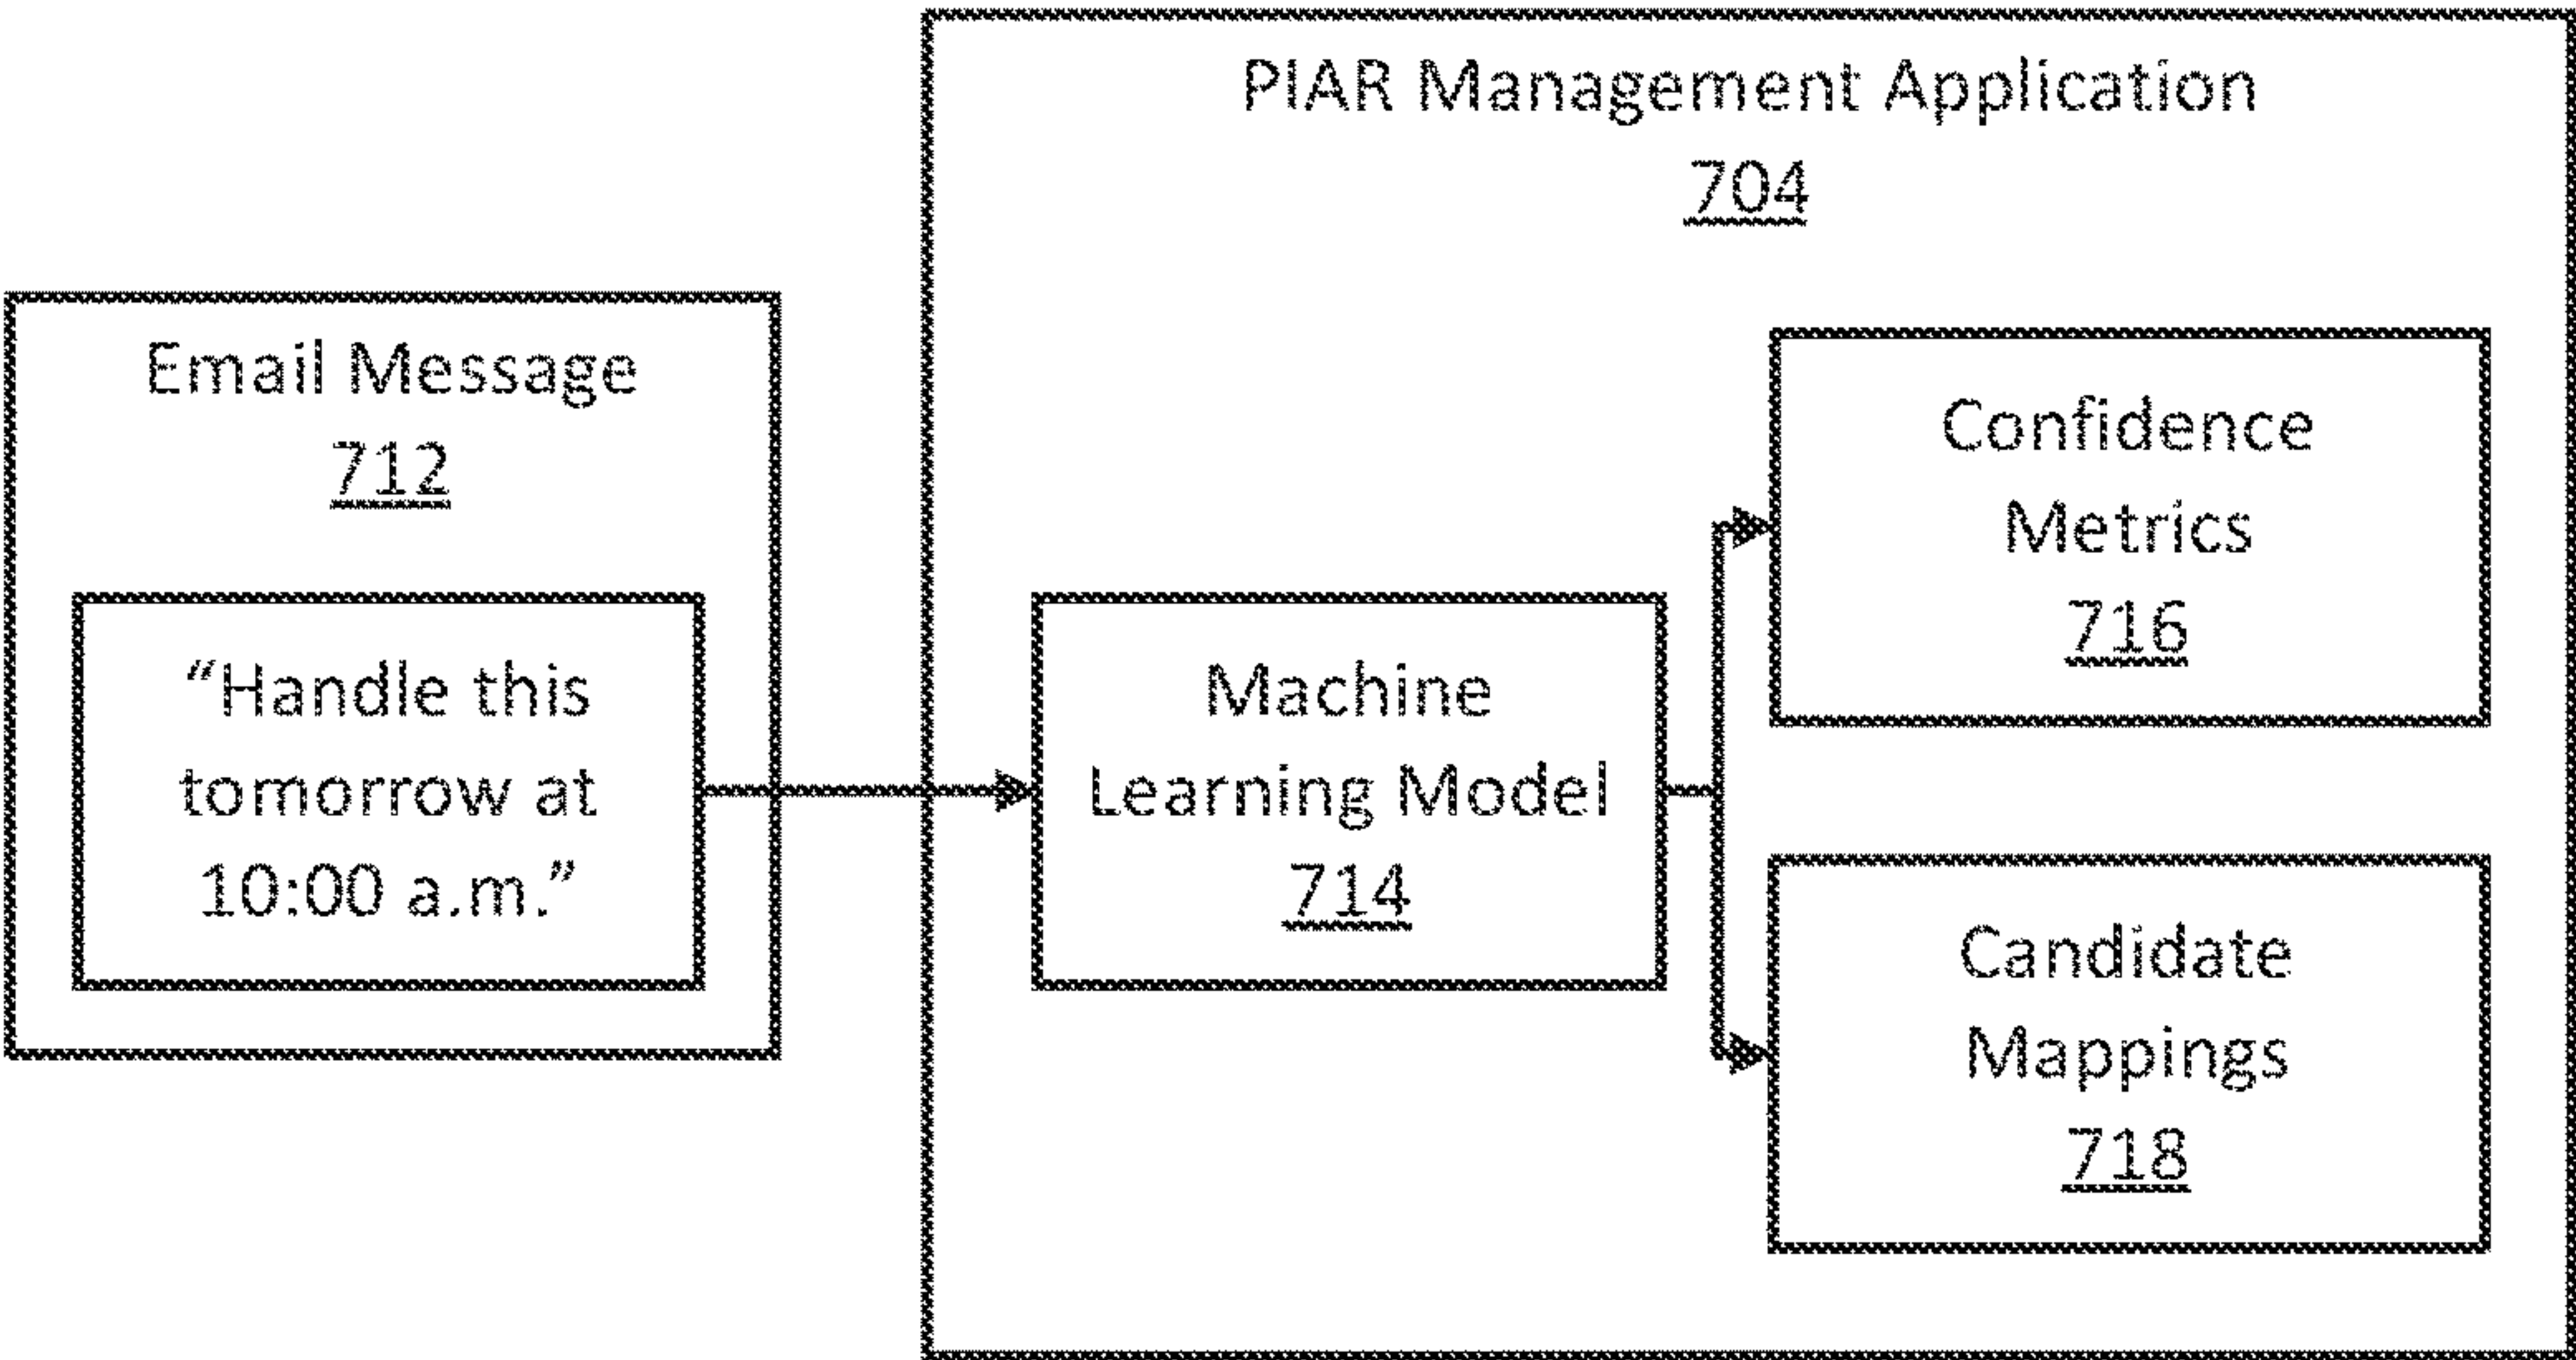 PIAR Management Application
704
Email Message
712
“Handle this
tomorrow at
10:00 a.m.”
Machine
Learning Model
714
Confidence
Metrics
716
Candidate
Mappings
718